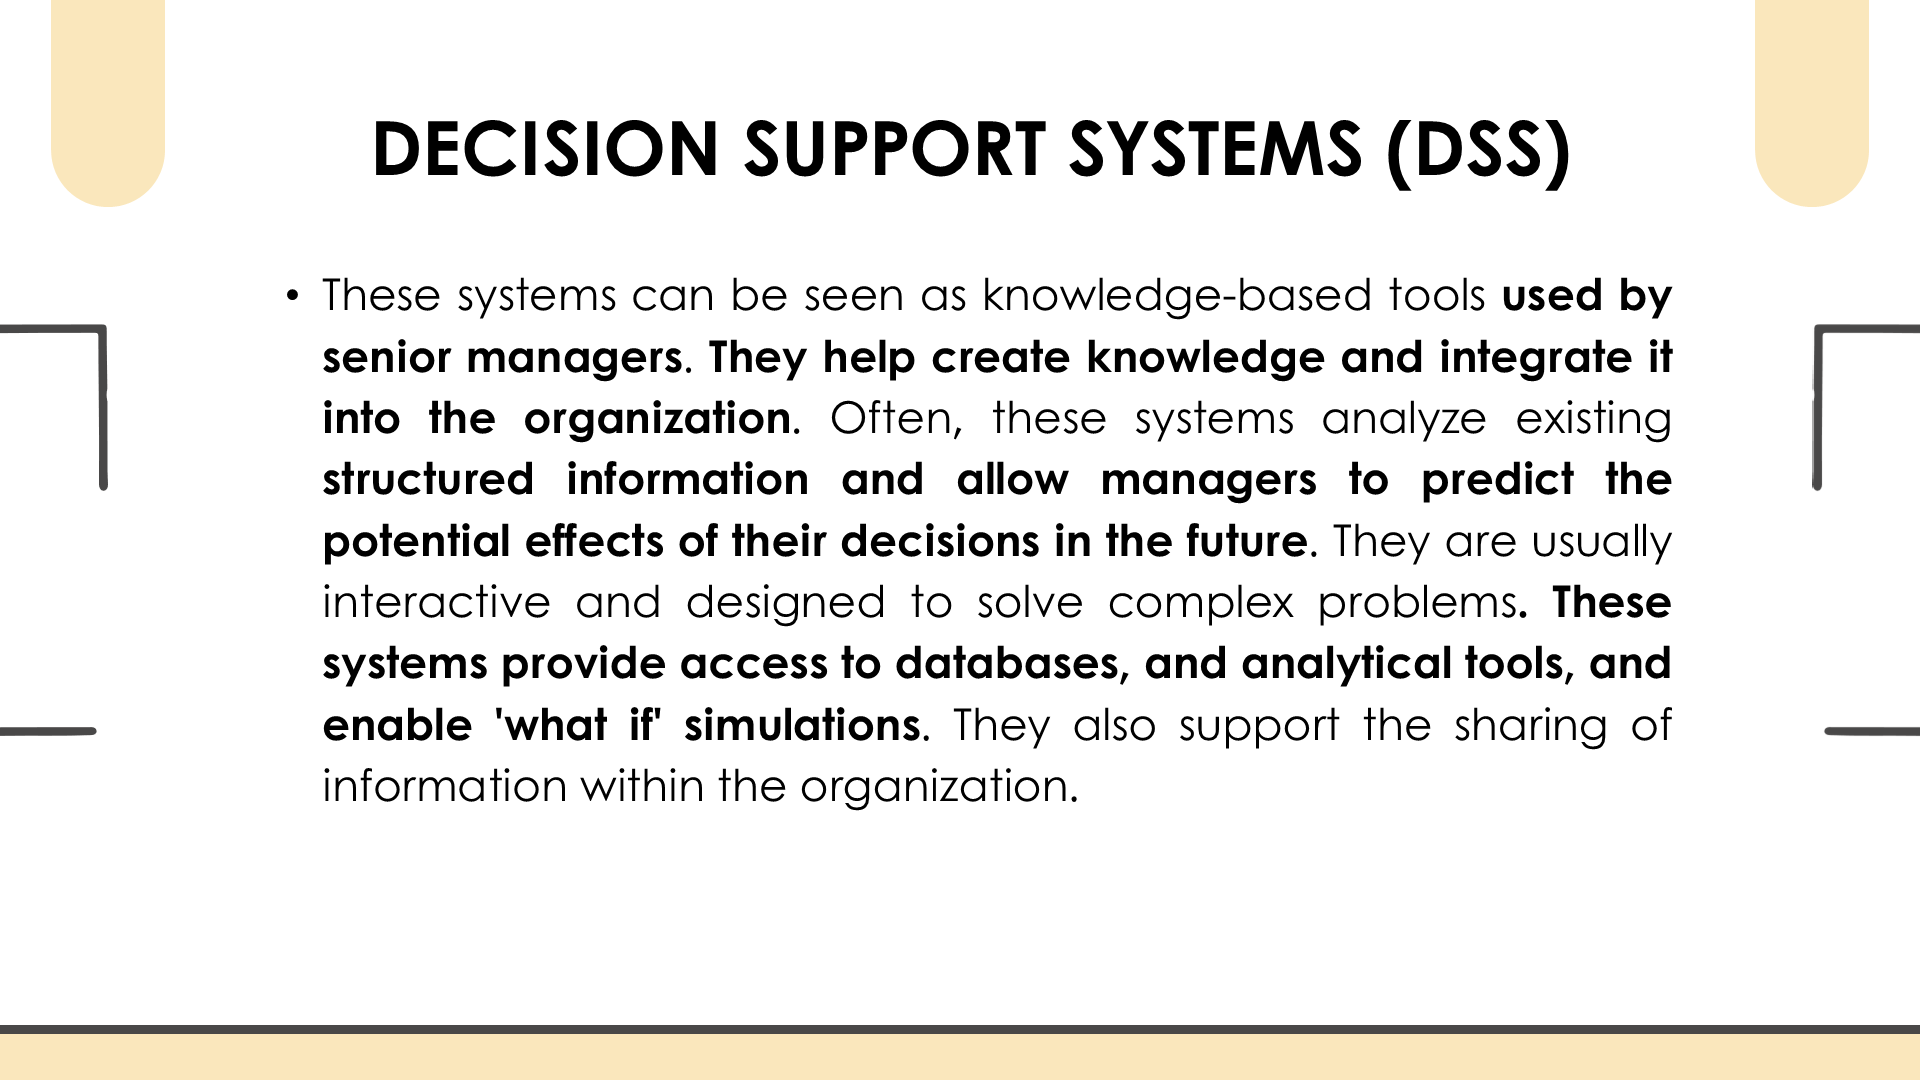 DECISION SUPPORT SYSTEMS (DSS)
• These systems can be seen as knowledge-based tools used by
senior managers. They help create knowledge and integrate it
into the organization. Often, these systems analyze existing
structured information and allow managers to predict the
potential effects of their decisions in the future. They are usually
interactive and designed to solve complex problems. These
systems provide access to databases, and analytical tools, and
enable 'what if' simulations. They also support the sharing of
information within the organization.